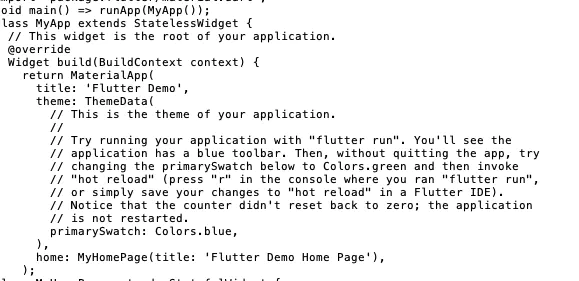 oid main() => runApp(MyApp());
lass MyApp extends StatelessWidget {
// This widget is the root of your application.
@override
Widget build(BuildContext context) {
return MaterialApp(
title: 'Flutter Demo',
theme: ThemeData(
// This is the theme of your application.
//
// Try running your application with "flutter run". You'll see the
// application has a blue toolbar. Then, without quitting the app, try
// changing the primarySwatch below to Colors.green and then invoke
// "hot reload" (press "r" in the console where you ran "flutter run",
// or simply save your changes to "hot reload" in a Flutter IDE).
// Notice that the counter didn't reset back to zero; the application
// is not restarted.
primarySwatch: Colors.blue,
),
home: MyHomePage(title: 'Flutter Demo Home Page'),
);